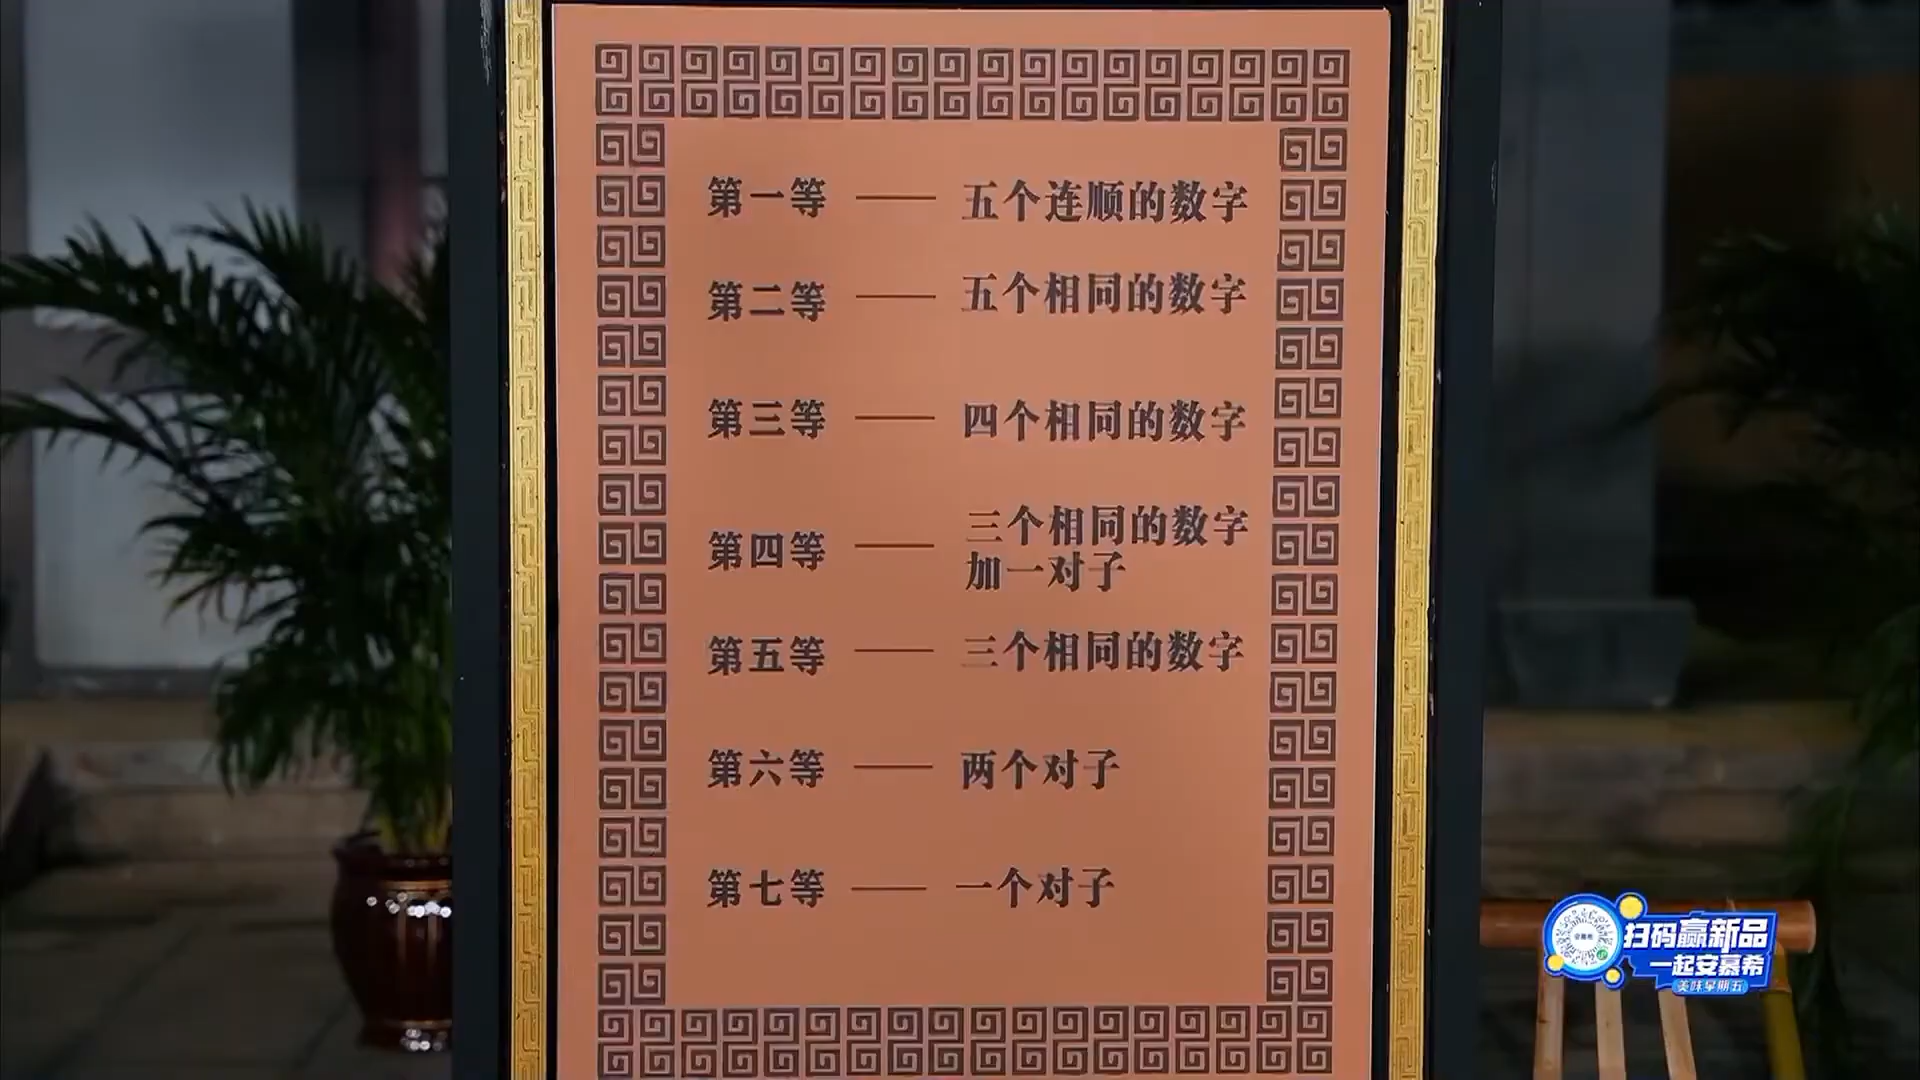 第一等 —— 五个连顺的数字
第二等 —— 五个相同的数字
第三等 —— 四个相同的数字
第四等 —— 三个相同的数字
加一对子
第五等 —— 三个相同的数字
第六等 —— 两个对子
第七等 —— 一个对子
扫码赢新品
一起安慕希
美味早期五